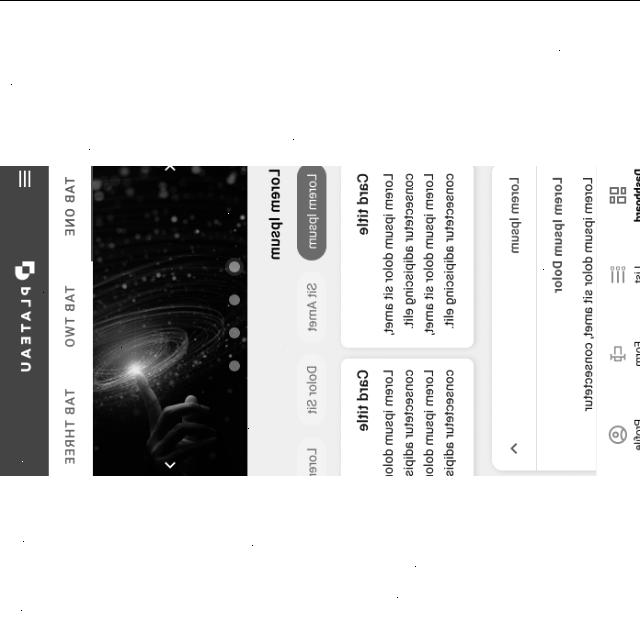 PLATEAU
TAB ONE TAB TWO TAB THREE
Lorem Ipsum
Lorem Ipsum Sit Amet Dolor Sit Lorem
Card title
Lorem ipsum dolor sit amet,
consectetur adipiscing elit.
Lorem ipsum dolor sit amet,
consectetur adipiscing elit.
Card title
Lorem ipsum dolor
consectetur adipis
Lorem ipsum dolor
consectetur adipis
Lorem Ipsum
Lorem Ipsum Dolor
Lorem ipsum dolor sit amet, consectetur
Dashboard List Form Profile